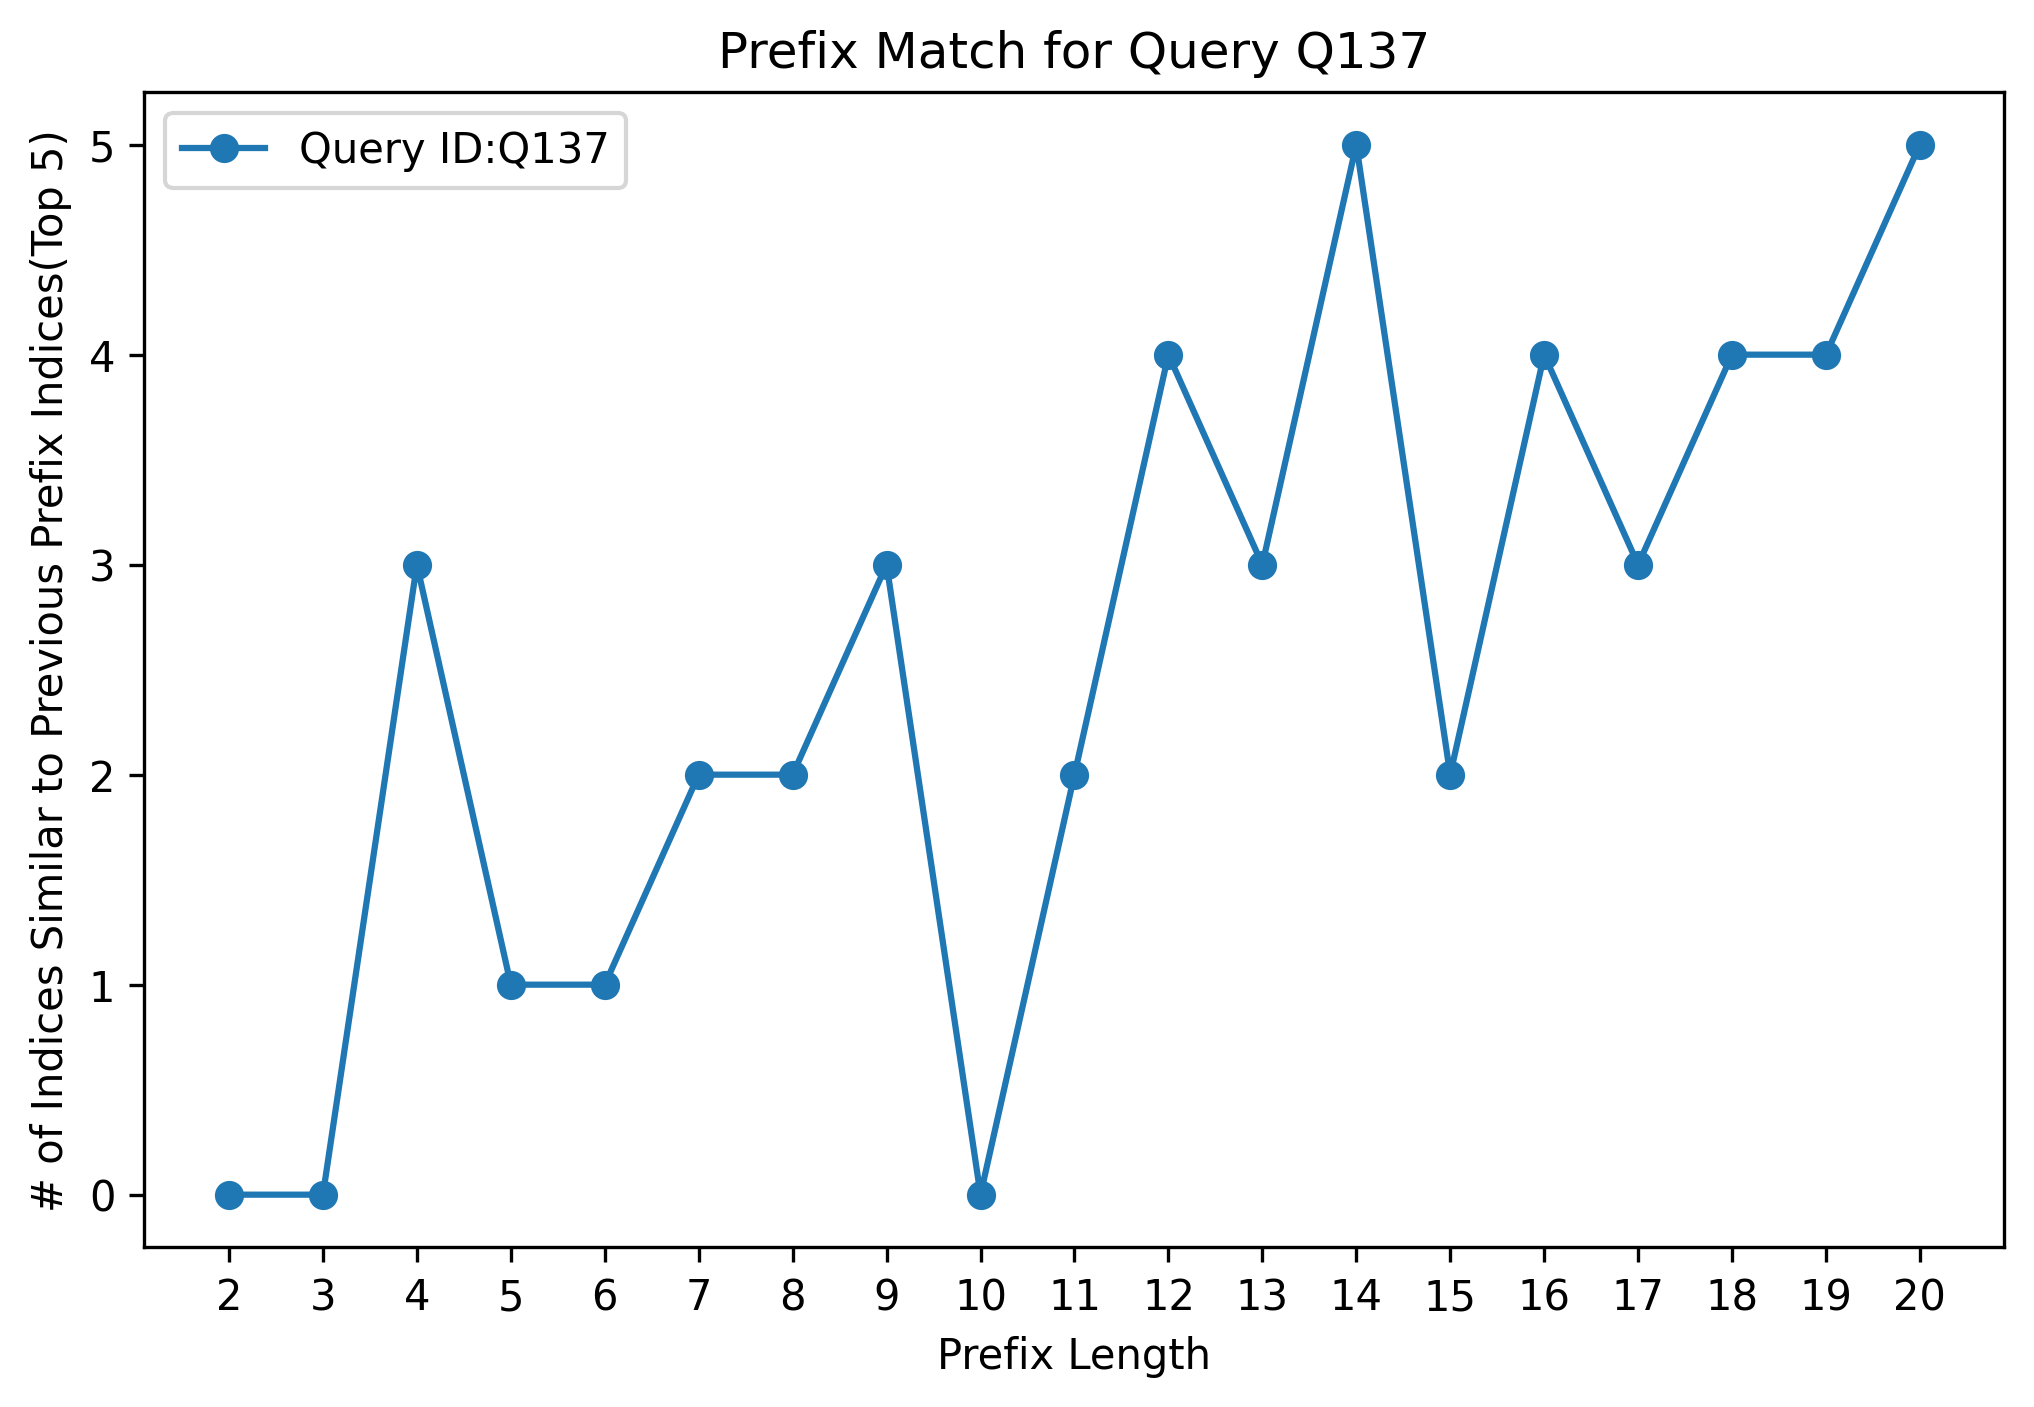 Prefix Match for Query Q137
Query ID:Q137
# of Indices Similar to Previous Prefix Indices(Top 5)
5
4
3
2
1
0
2 3 4 5 6 7 8 9 10 11 12 13 14 15 16 17 18 19 20
Prefix Length